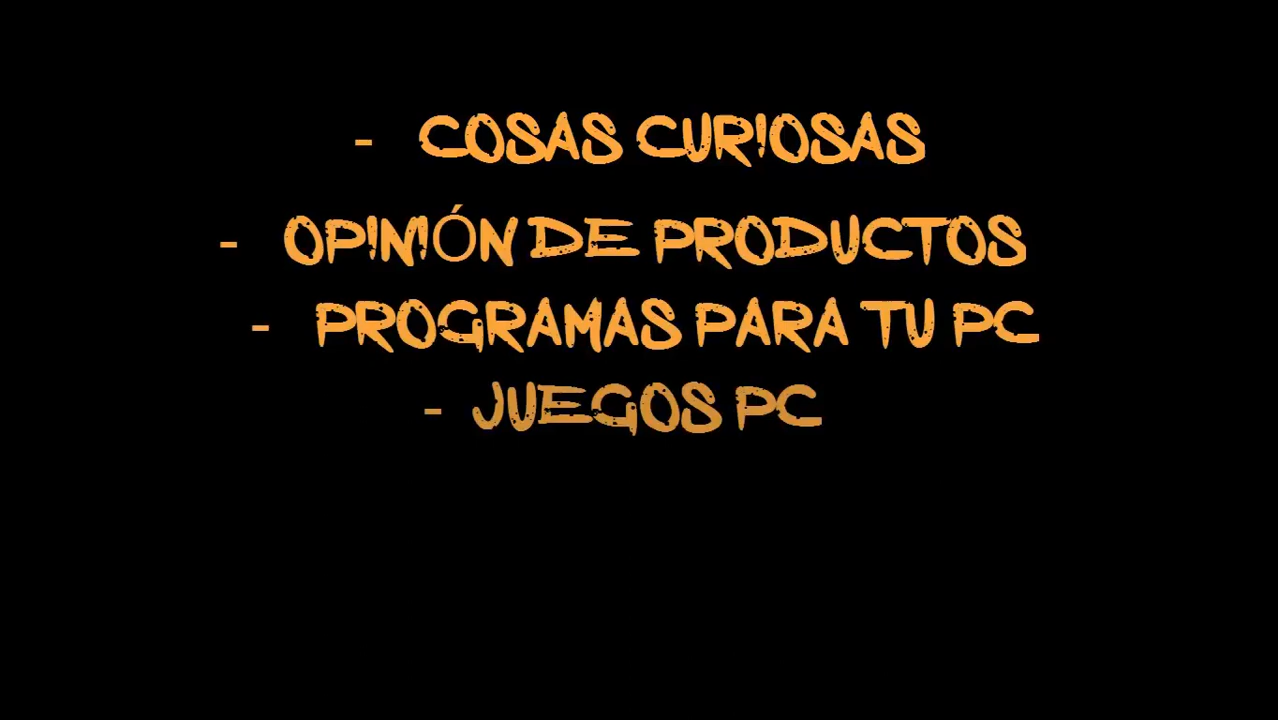 - COSAS CURIOSAS
- OPINIÓN DE PRODUCTOS
- PROGRAMAS PARA TU PC
- JUEGOS PC